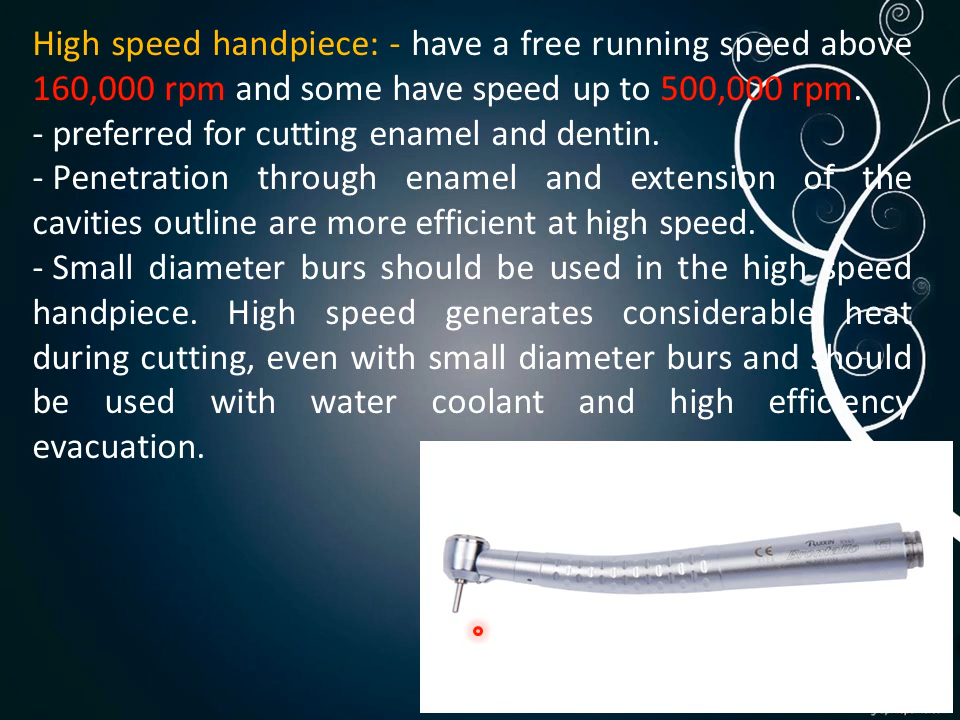 High speed handpiece: - have a free running speed above
160,000 rpm and some have speed up to 500,000 rpm.
- preferred for cutting enamel and dentin.
- Penetration through enamel and extension of the
cavities outline are more efficient at high speed.
- Small diameter burs should be used in the high speed
handpiece. High speed generates considerable heat
during cutting, even with small diameter burs and should
be used with water coolant and high efficiency
evacuation.
CE